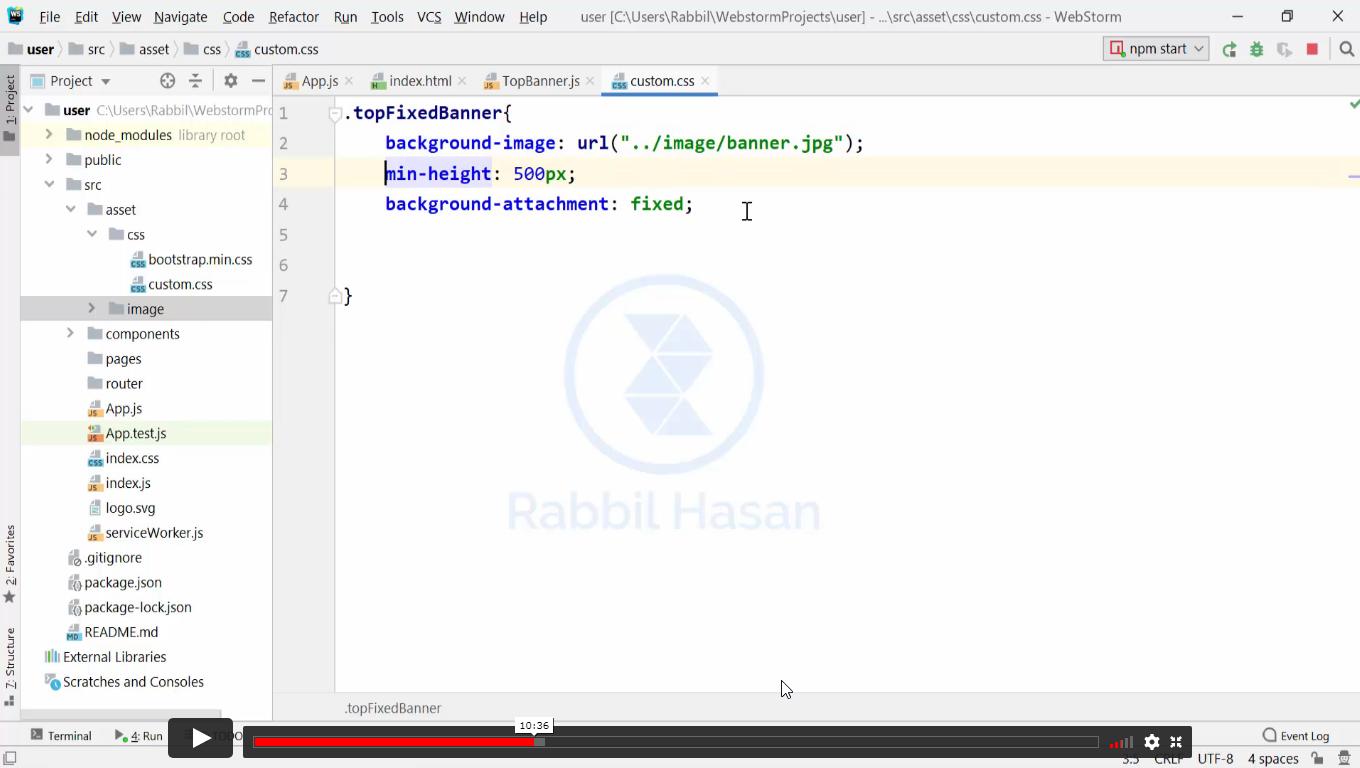 File Edit View Navigate Code Refactor Run Tools VCS Window Help user [C:\Users\Rabbil\WebstormProjects\user] - ...\src\asset\css\custom.css - WebStorm
user src asset css custom.css npm start
Project App.js index.html TopBanner.js custom.css
1: Project
user C:\Users\Rabbil\WebstormPro
node_modules library root
public
src
asset
css
bootstrap.min.css
custom.css
image
components
pages
router
App.js
App.test.js
index.css
index.js
logo.svg
serviceWorker.js
.gitignore
package.json
package-lock.json
README.md
External Libraries
Scratches and Consoles
2: Favorites
7: Structure
1 .topFixedBanner{
2 background-image: url("../image/banner.jpg");
3 min-height: 500px;
4 background-attachment: fixed;
5
6
7 }
Rabbil Hasan
.topFixedBanner
10:36
Terminal 4: Run TODO Event Log
3:5 CRLF UTF-8 4 spaces